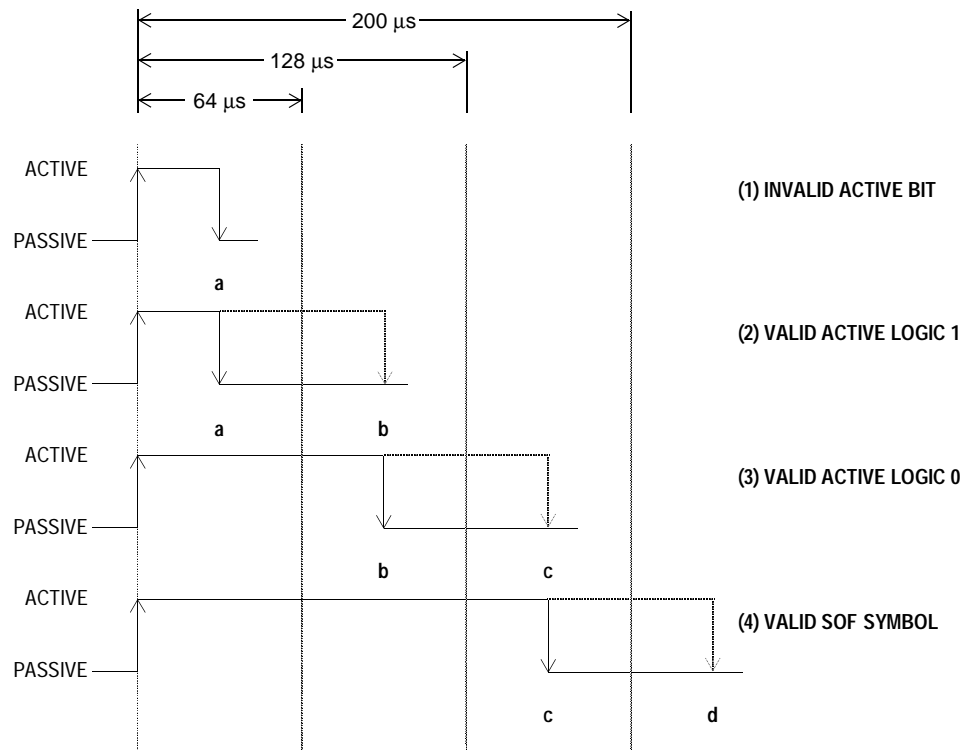 200 μs
128 μs
64 μs
ACTIVE
(1) INVALID ACTIVE BIT
PASSIVE
a
ACTIVE
(2) VALID ACTIVE LOGIC 1
PASSIVE
a b
ACTIVE
(3) VALID ACTIVE LOGIC 0
PASSIVE
b c
ACTIVE
(4) VALID SOF SYMBOL
PASSIVE
c d